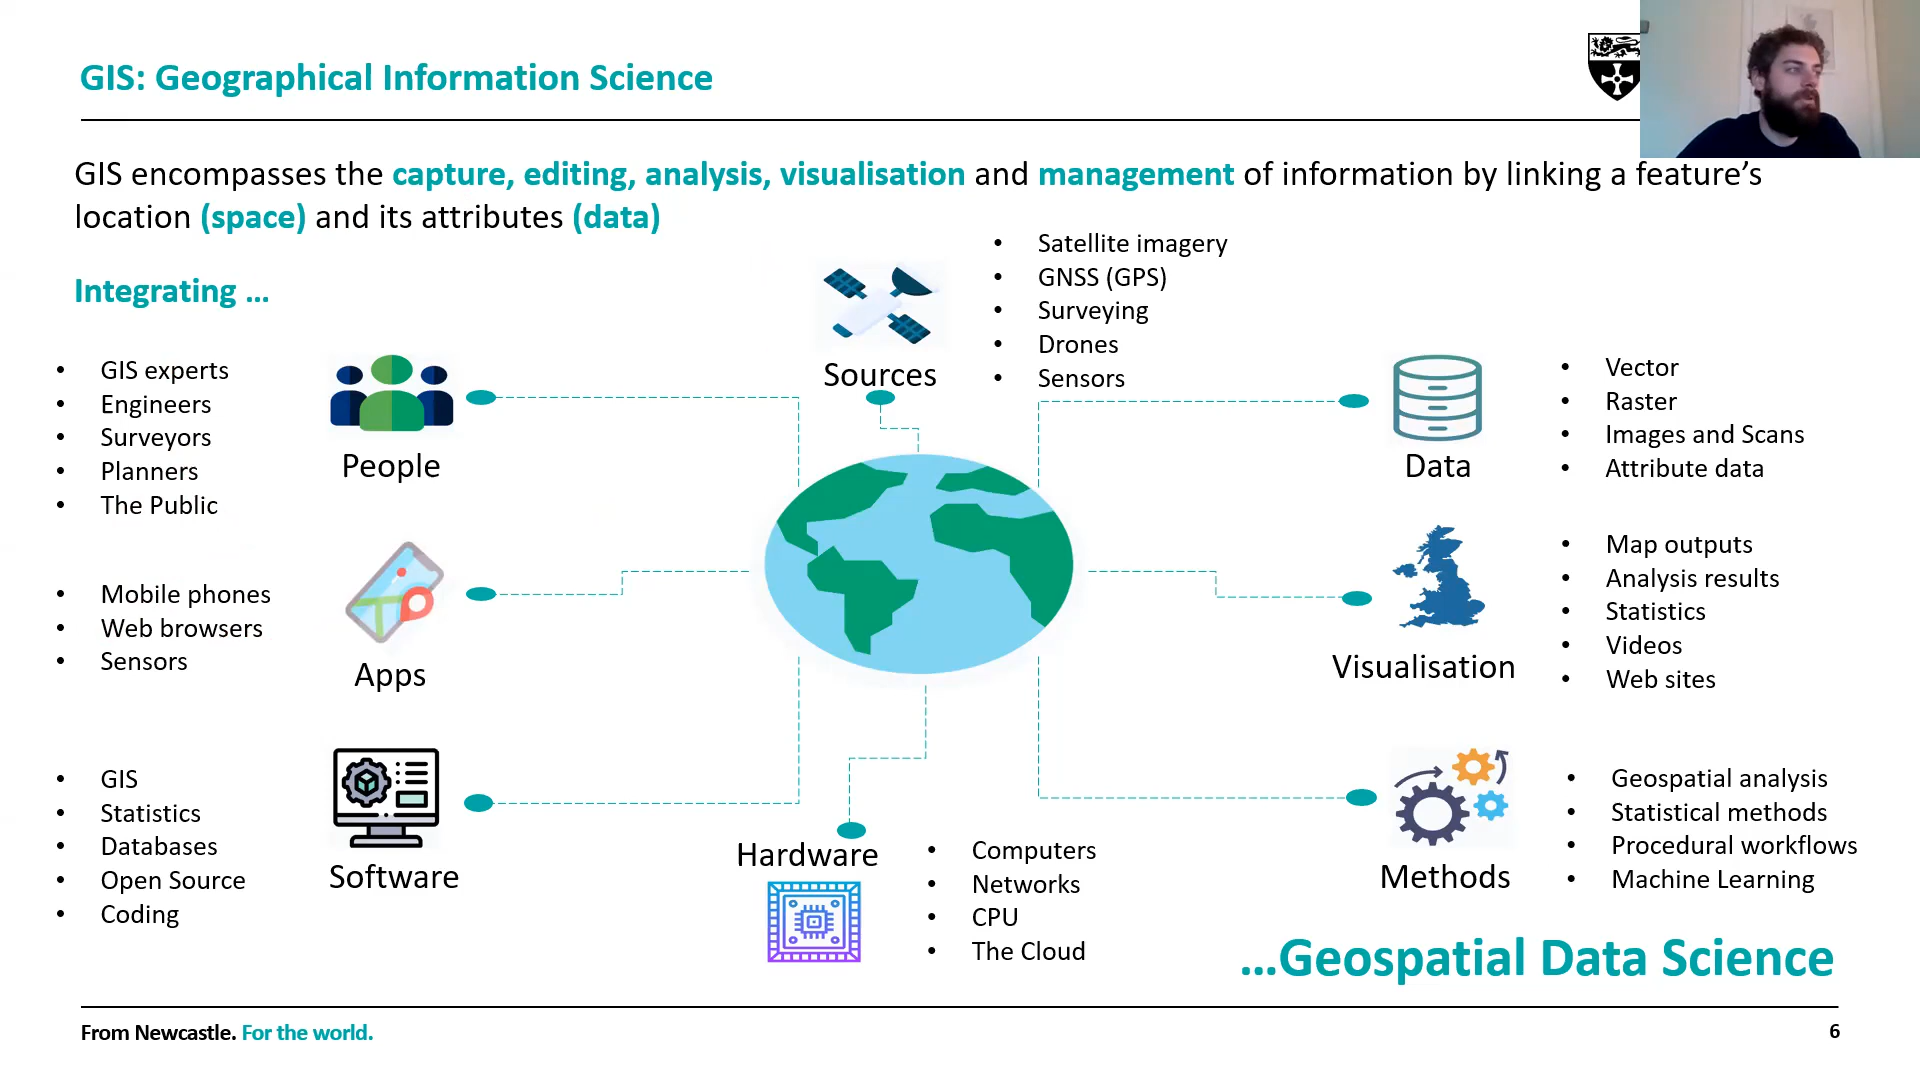 GIS: Geographical Information Science
GIS encompasses the capture, editing, analysis, visualisation and management of information by linking a feature's
location (space) and its attributes (data)
Integrating ...
• GIS experts
• Engineers
• Surveyors
• Planners
• The Public
People
• Mobile phones
• Web browsers
• Sensors
Apps
• GIS
• Statistics
• Databases
• Open Source
• Coding
Software
Sources
• Satellite imagery
• GNSS (GPS)
• Surveying
• Drones
• Sensors
Hardware
• Computers
• Networks
• CPU
• The Cloud
Data
• Vector
• Raster
• Images and Scans
• Attribute data
Visualisation
• Map outputs
• Analysis results
• Statistics
• Videos
• Web sites
Methods
• Geospatial analysis
• Statistical methods
• Procedural workflows
• Machine Learning
...Geospatial Data Science
From Newcastle. For the world.
6